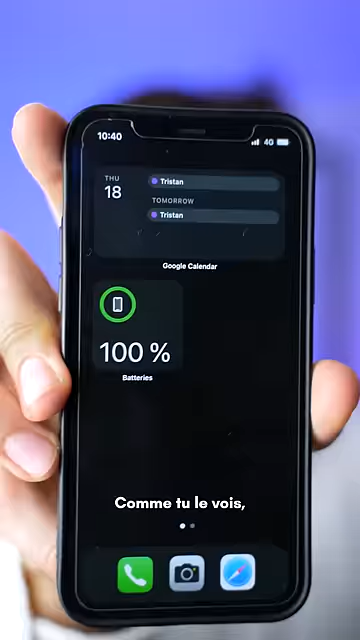 10:40
4G
THU
18
Tristan
TOMORROW
Tristan
Google Calendar
100 %
Batteries
Comme tu le vois,